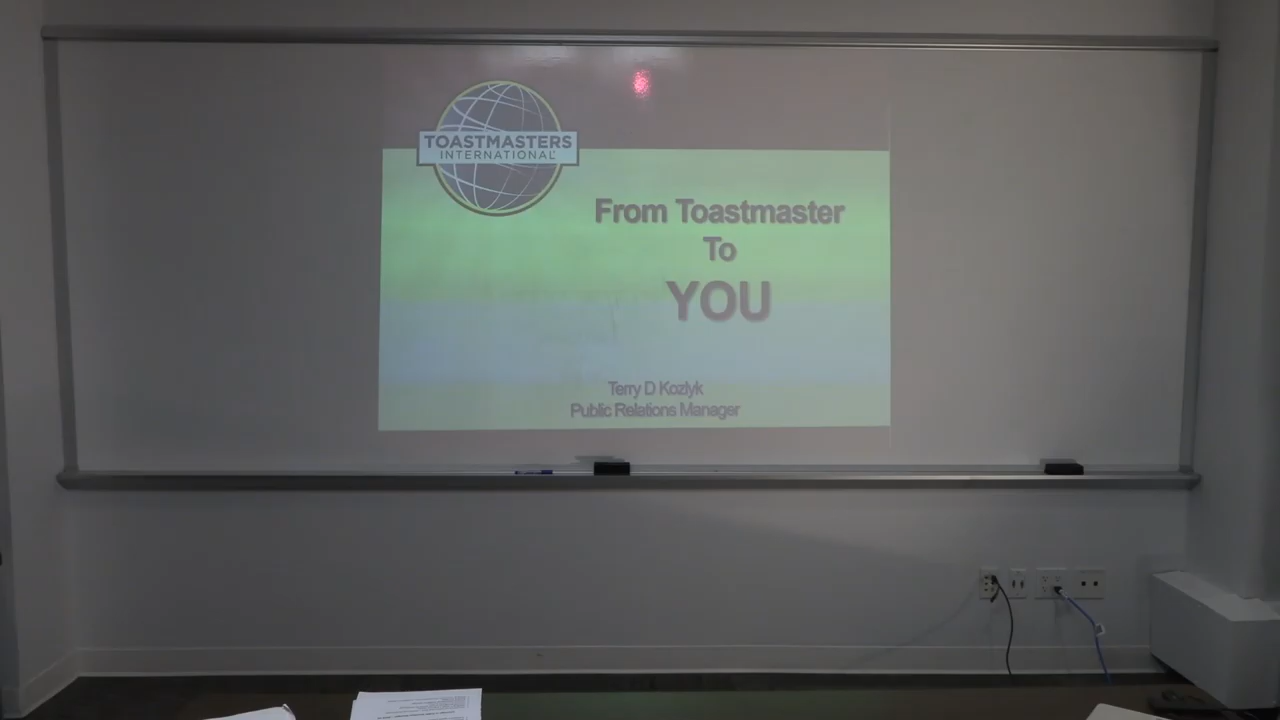 TOASTMASTERS
INTERNATIONAL
From Toastmaster
To
YOU
Terry D Kozlyk
Public Relations Manager